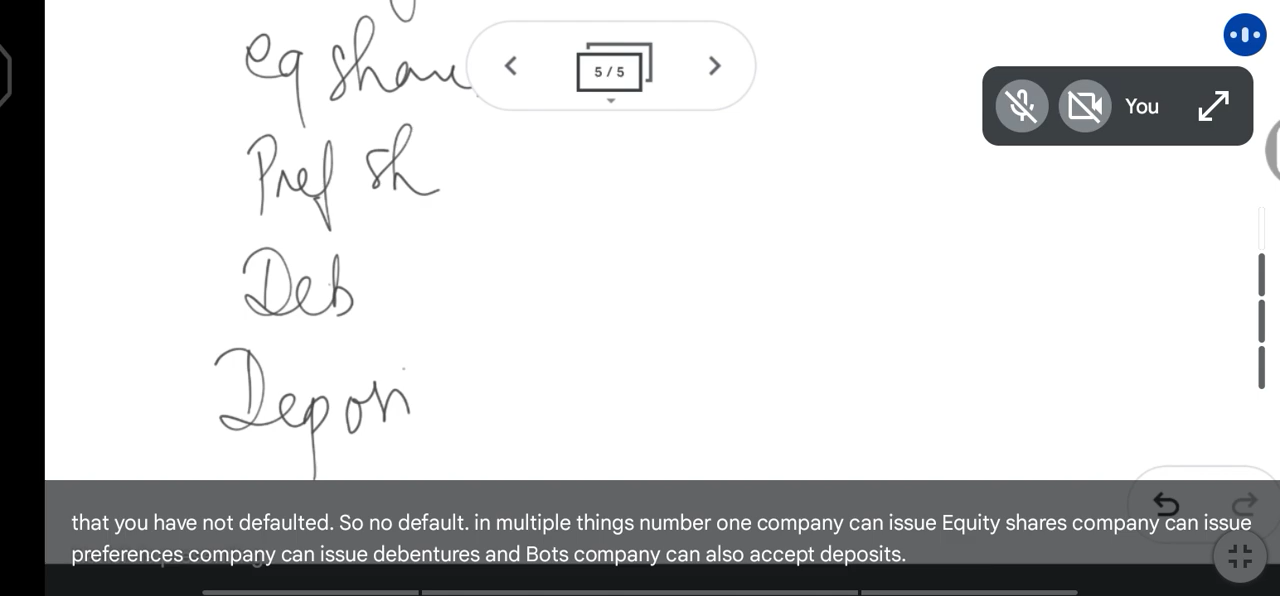 eq share
5 / 5
You
Pref sh
Deb
Deposi
that you have not defaulted. So no default. in multiple things number one company can issue Equity shares company can issue
preferences company can issue debentures and Bots company can also accept deposits.